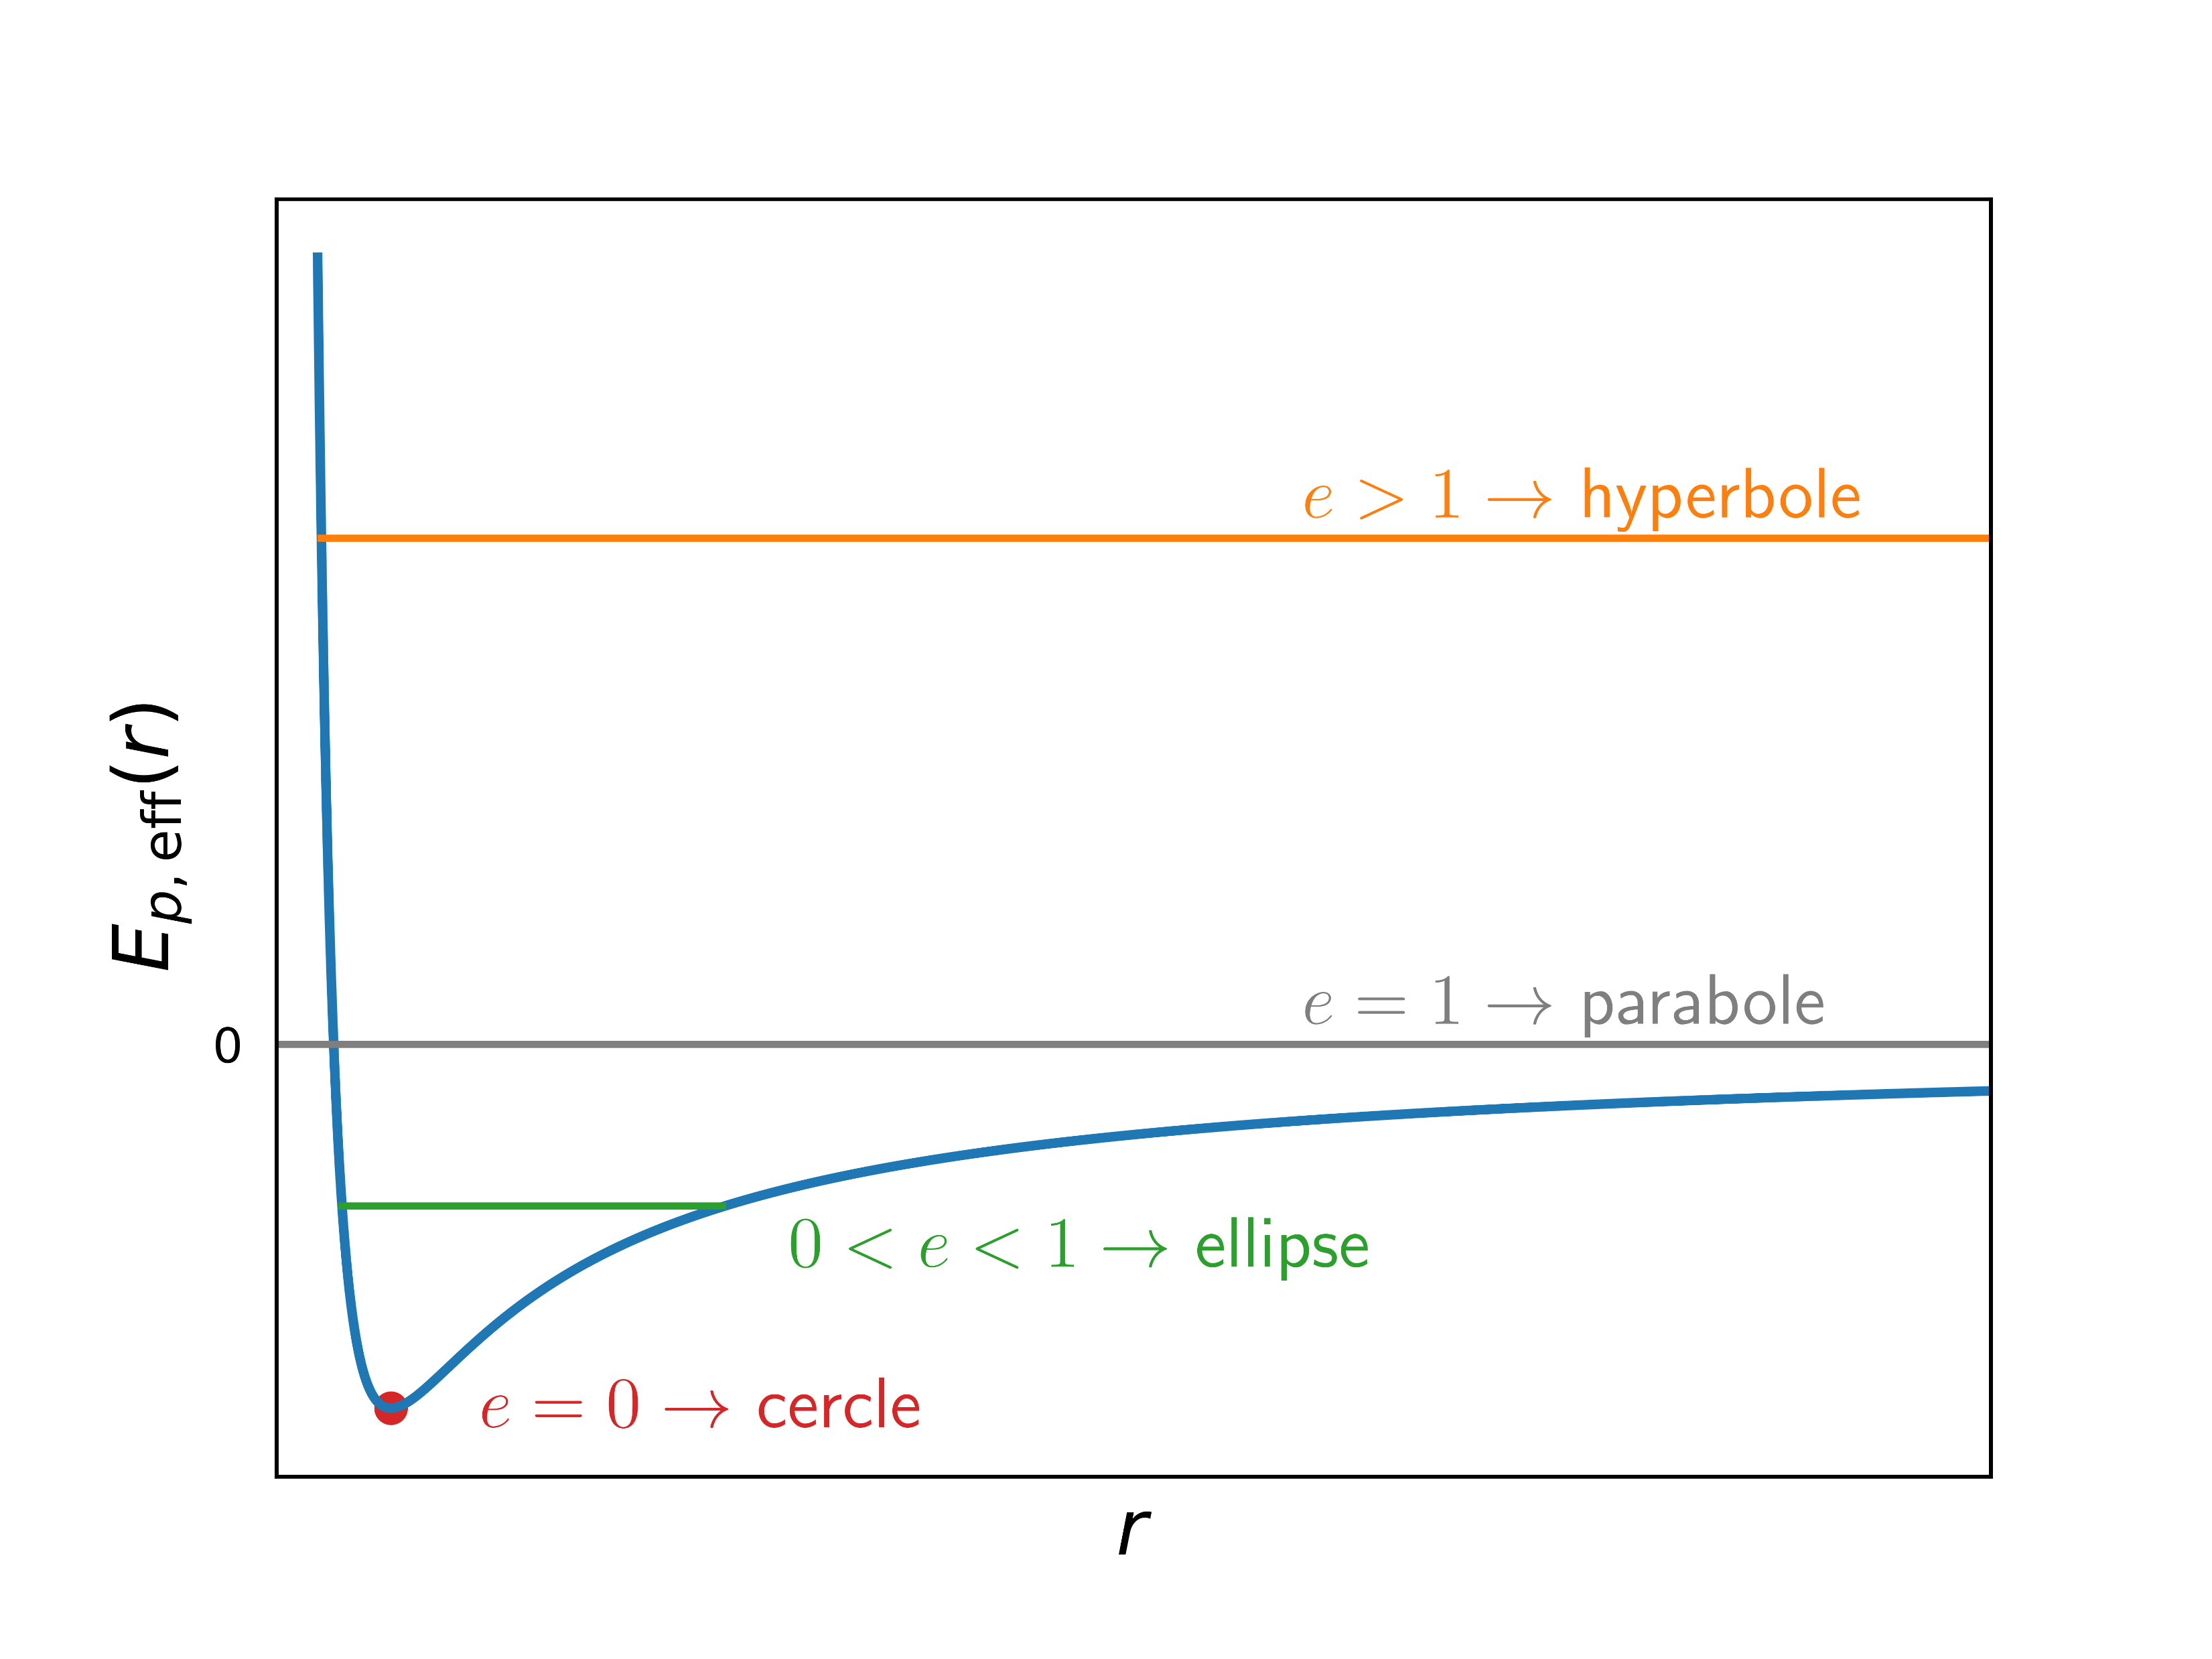 e > 1 → hyperbole
E_{p, eff}(r)
e = 1 → parabole
0
0 < e < 1 → ellipse
e = 0 → cercle
r